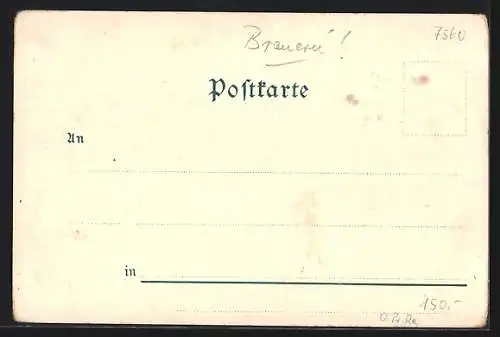 7560
Brauerei!
Postkarte
An
in
150.-